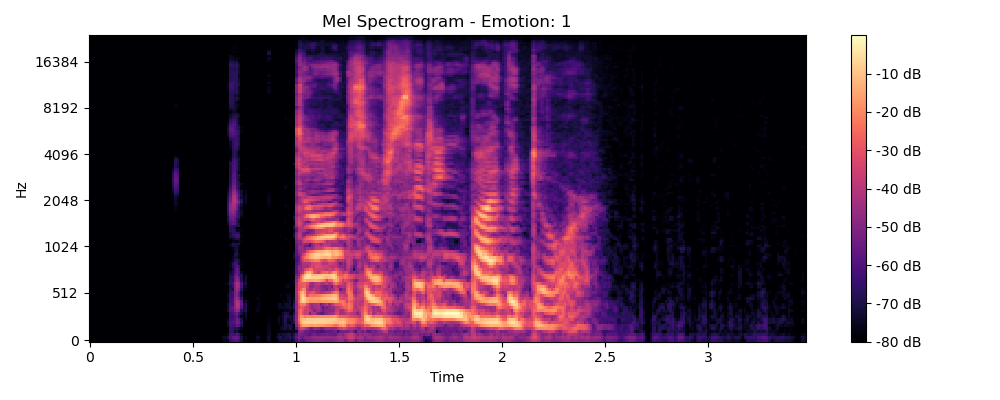 Mel Spectrogram - Emotion: 1
16384
8192
4096
2048
1024
512
0
Hz
0 0.5 1 1.5 2 2.5 3
Time
-10 dB
-20 dB
-30 dB
-40 dB
-50 dB
-60 dB
-70 dB
-80 dB